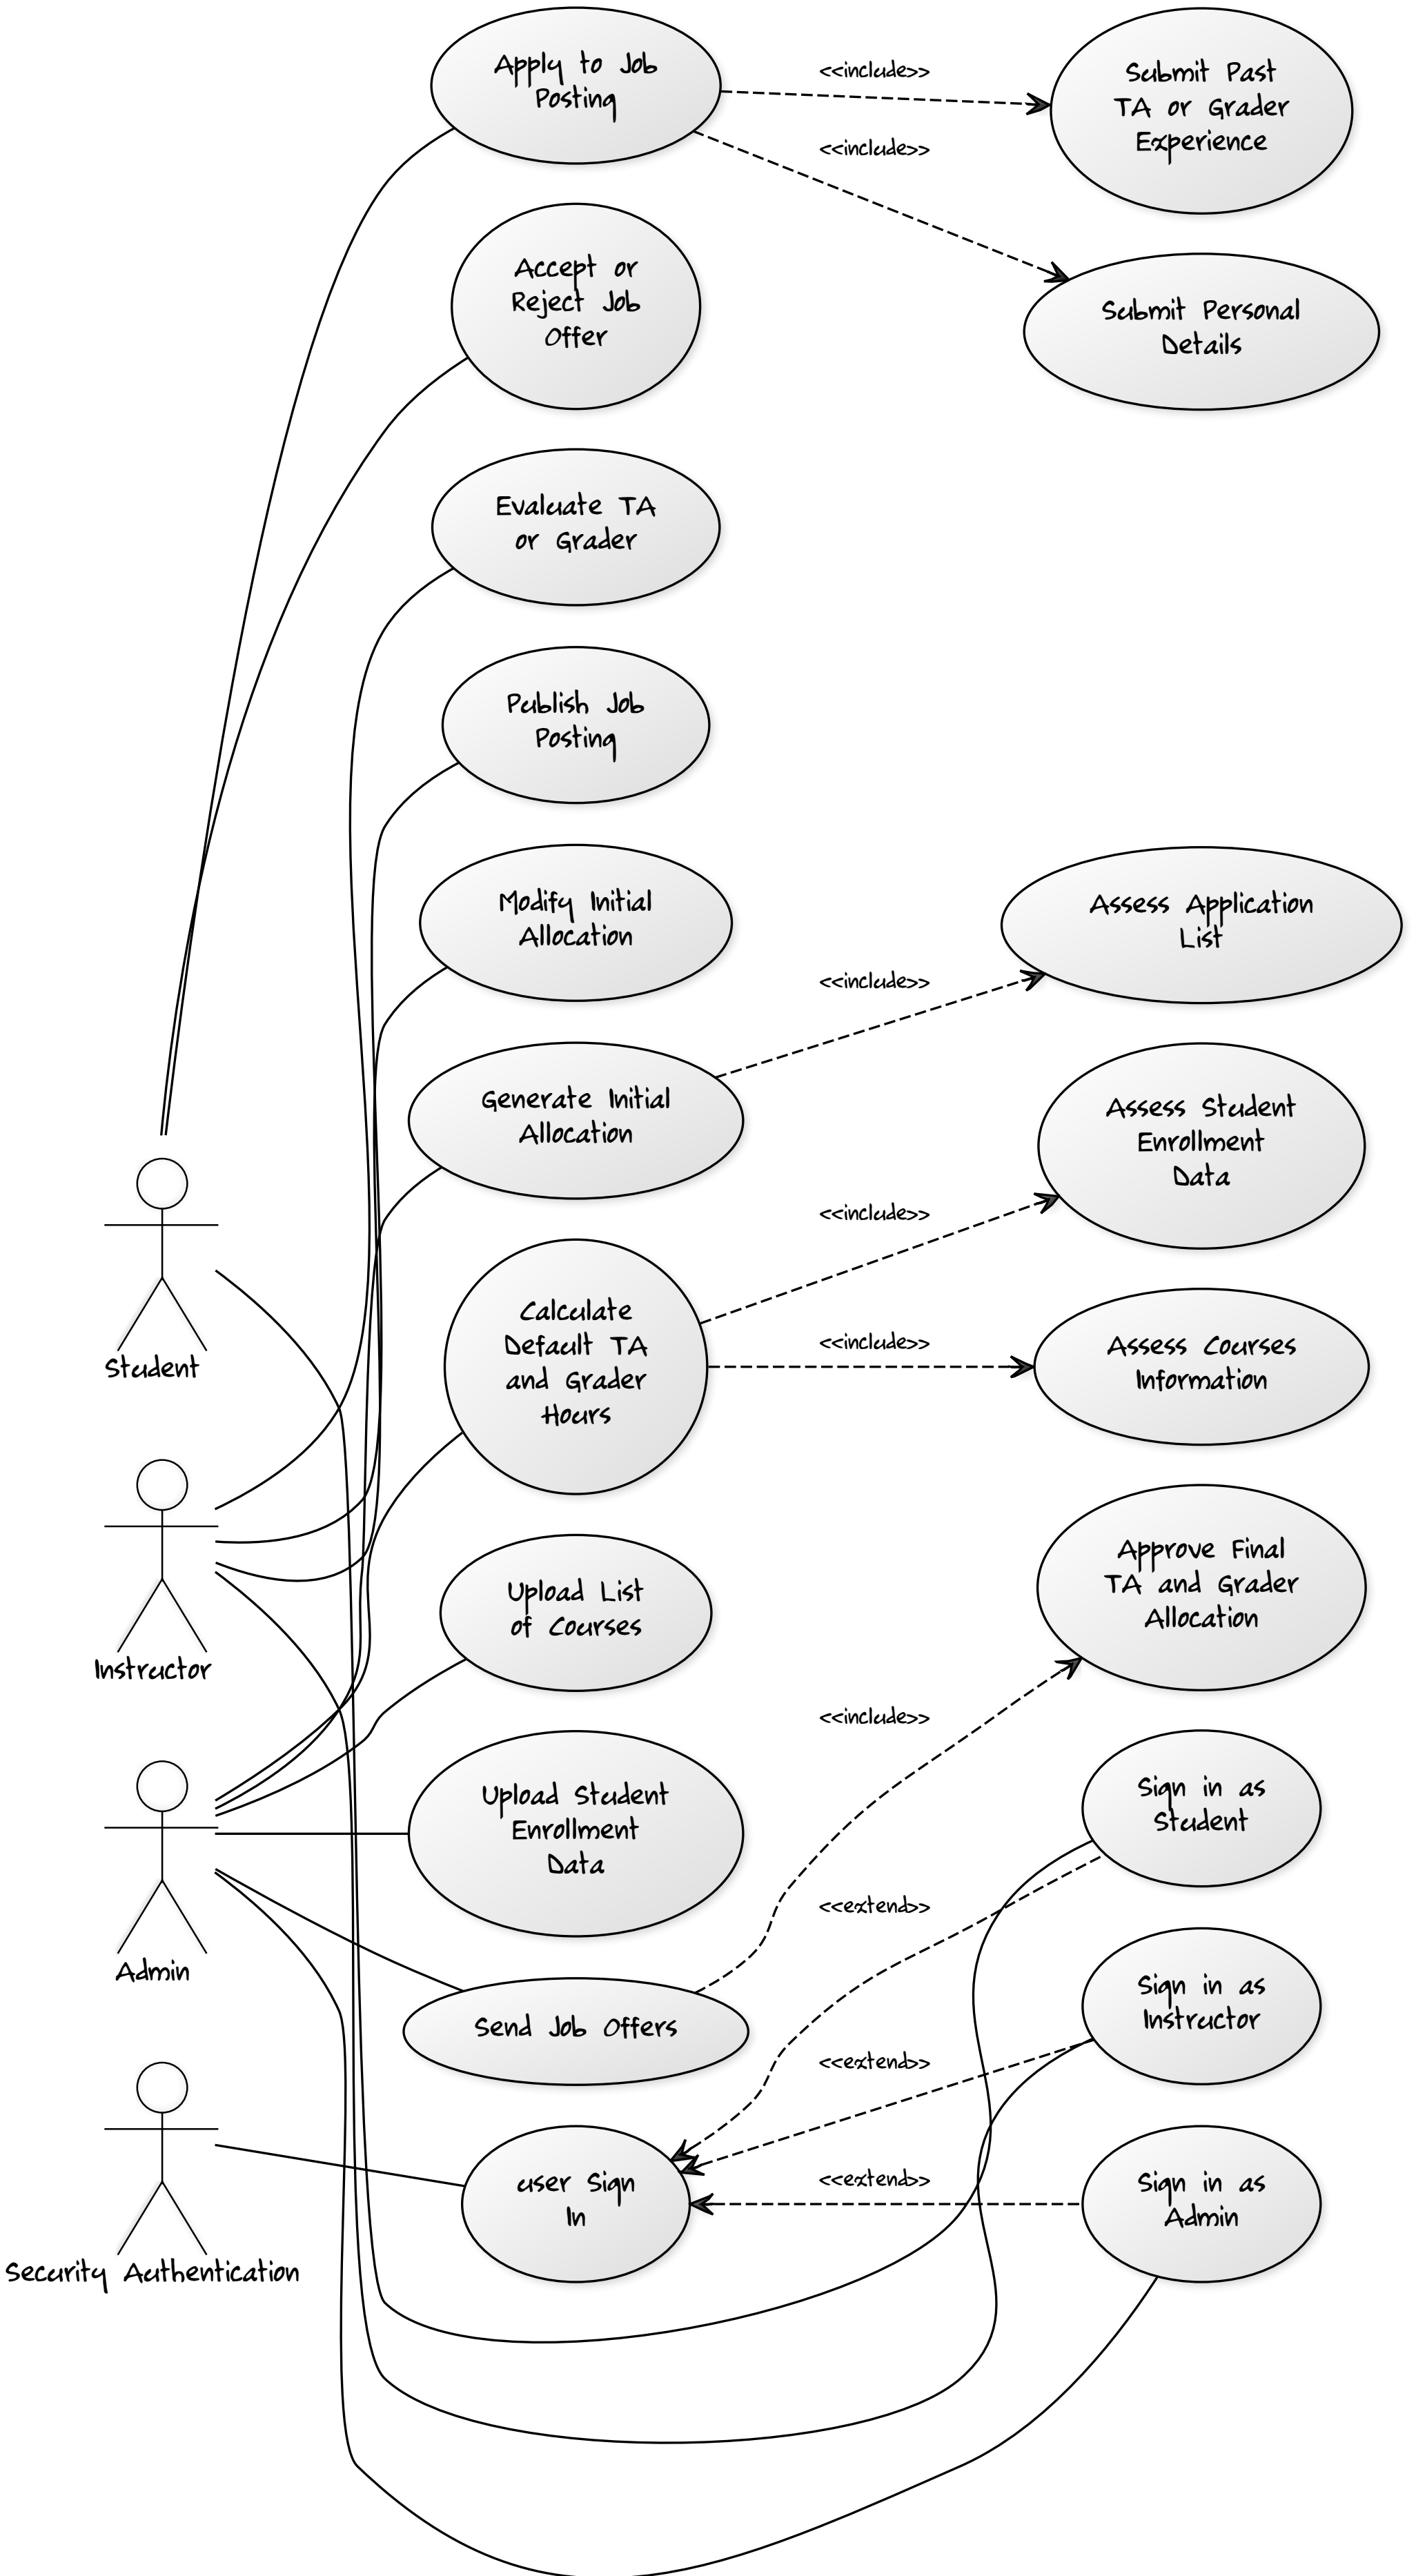 Apply to Job
Posting
<<include>>
Submit Past
TA or Grader
Experience
<<include>>
Accept or
Reject Job
Offer
Submit Personal
Details
Evaluate TA
or Grader
Publish Job
Posting
Modify Initial
Allocation
Assess Application
List
<<include>>
Generate Initial
Allocation
Assess Student
Enrollment
Data
<<include>>
Student
Calculate
Default TA
and Grader
Hours
<<include>>
Assess Courses
Information
Approve Final
TA and Grader
Allocation
Upload List
of Courses
Instructor
<<include>>
Upload Student
Enrollment
Data
Sign in as
Student
<<extend>>
Admin
Send Job Offers
Sign in as
Instructor
<<extend>>
Security Authentication
user Sign
In
<<extend>>
Sign in as
Admin